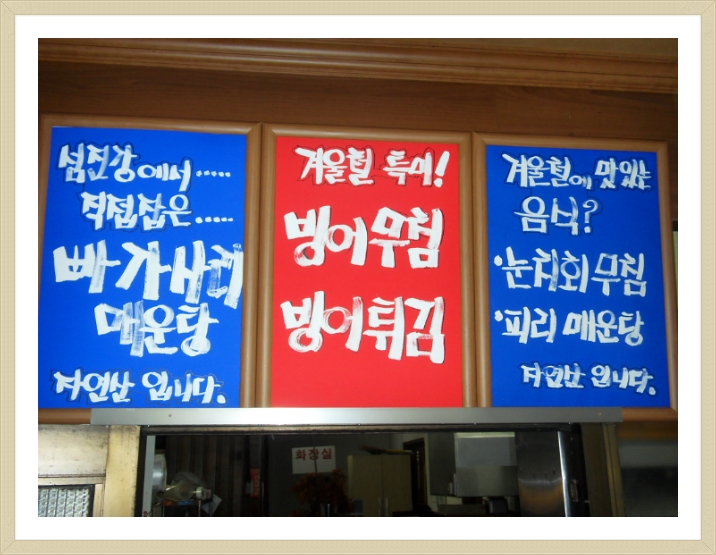 섬진강에서......
직접잡은......
빠가사리
매운탕
자연산 입니다.
겨울철 특미!
빙어무침
빙어튀김
겨울철에 맛있는
음식?
·눈치회무침
·피리 매운탕
자연산 입니다.
화장실